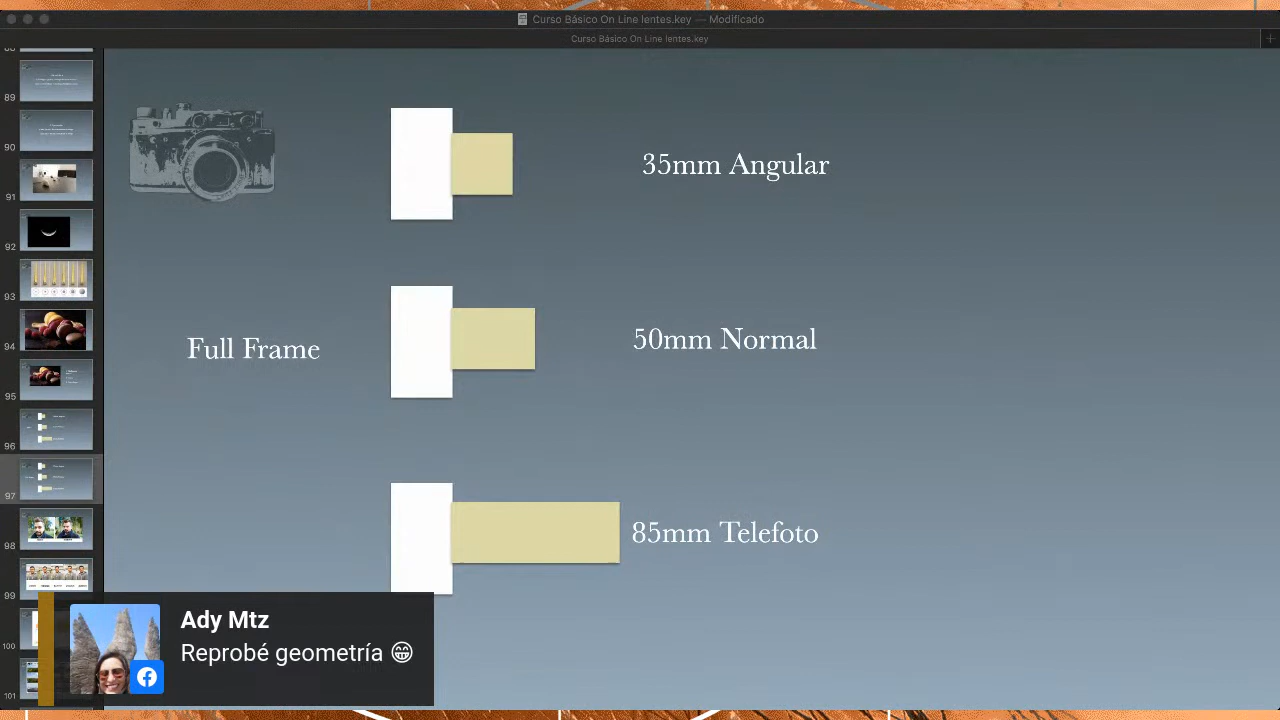 Curso Básico On Line lentes.key — Modificado
Curso Básico On Line lentes.key
89
90
91
92
93
94
95
96
97
98
99
100
101
35mm Angular
Full Frame
50mm Normal
85mm Telefoto
Ady Mtz
Reprobé geometría 😁